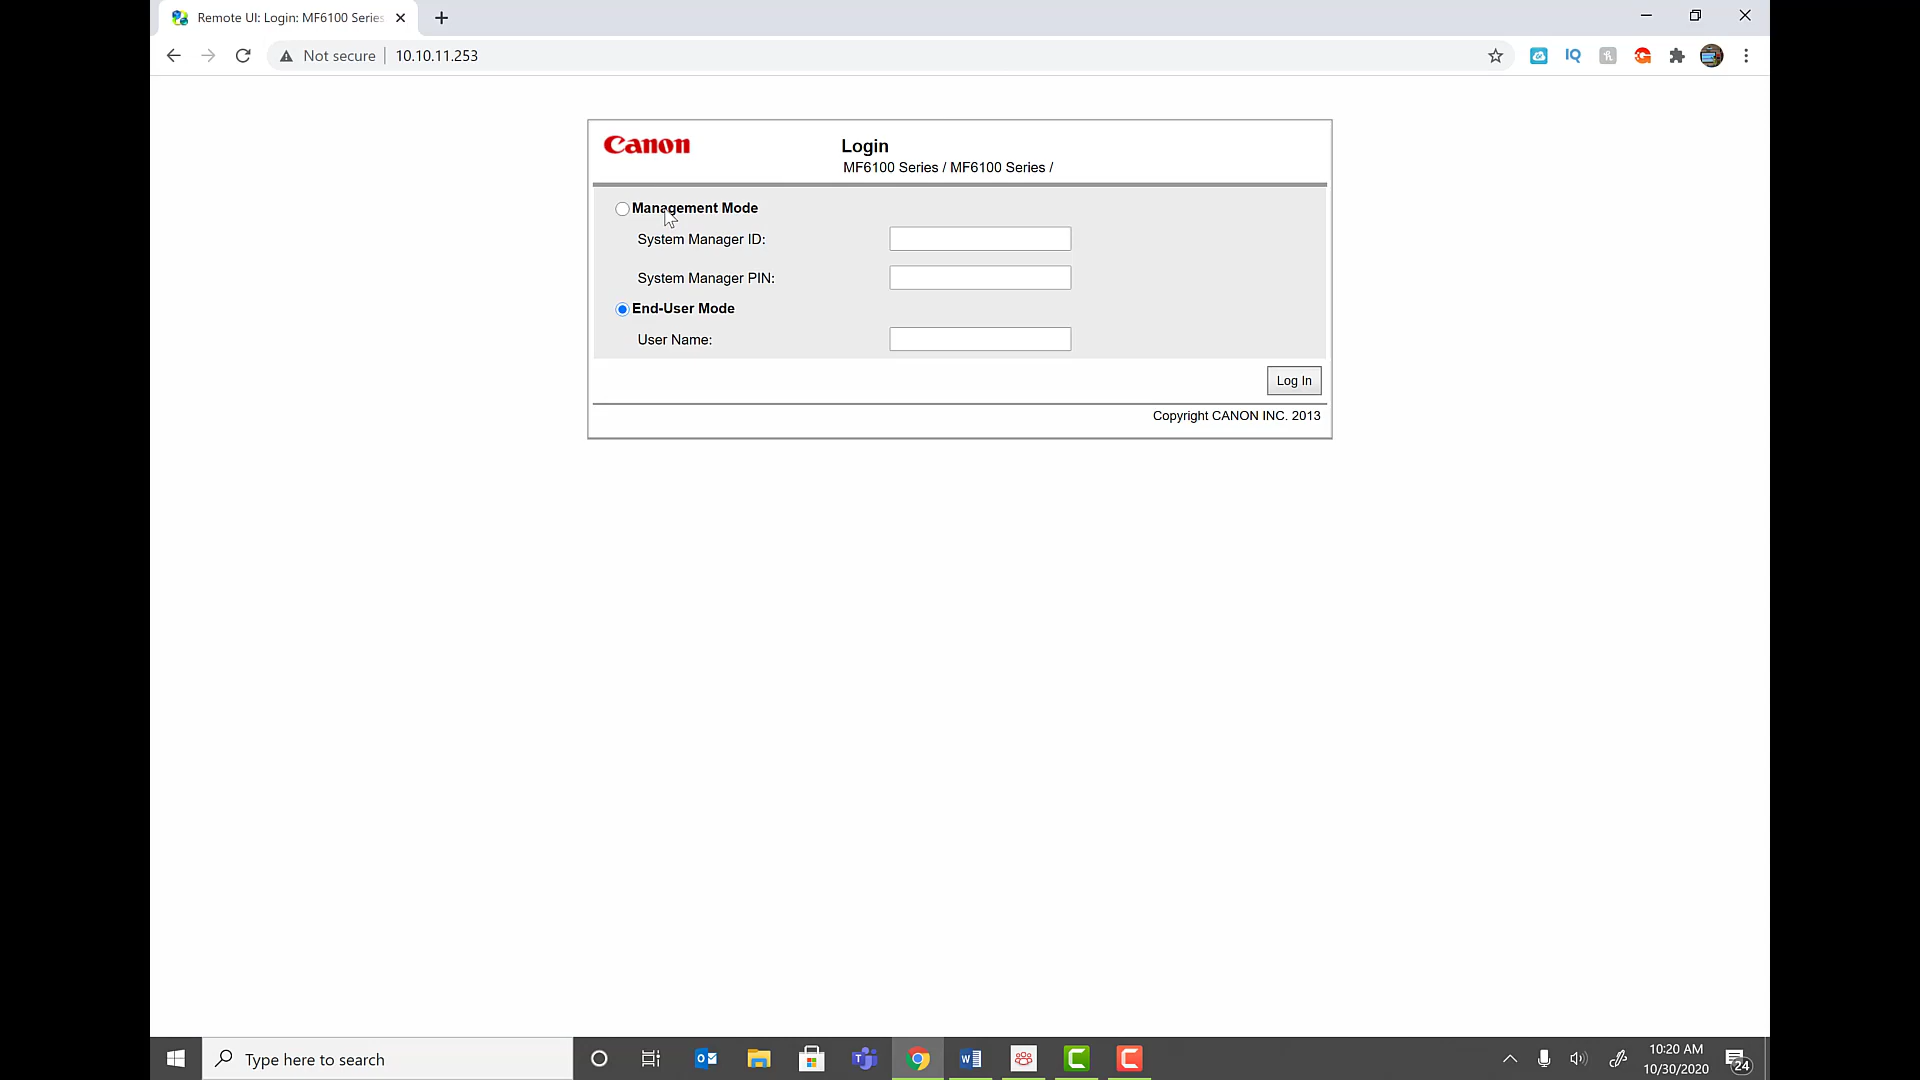 Remote UI: Login: MF6100 Series
Not secure
10.10.11.253
IQ
Canon
Login
MF6100 Series / MF6100 Series /
Management Mode
System Manager ID:
System Manager PIN:
End-User Mode
User Name:
Log In
Copyright CANON INC. 2013
Type here to search
10:20 AM
10/30/2020
24